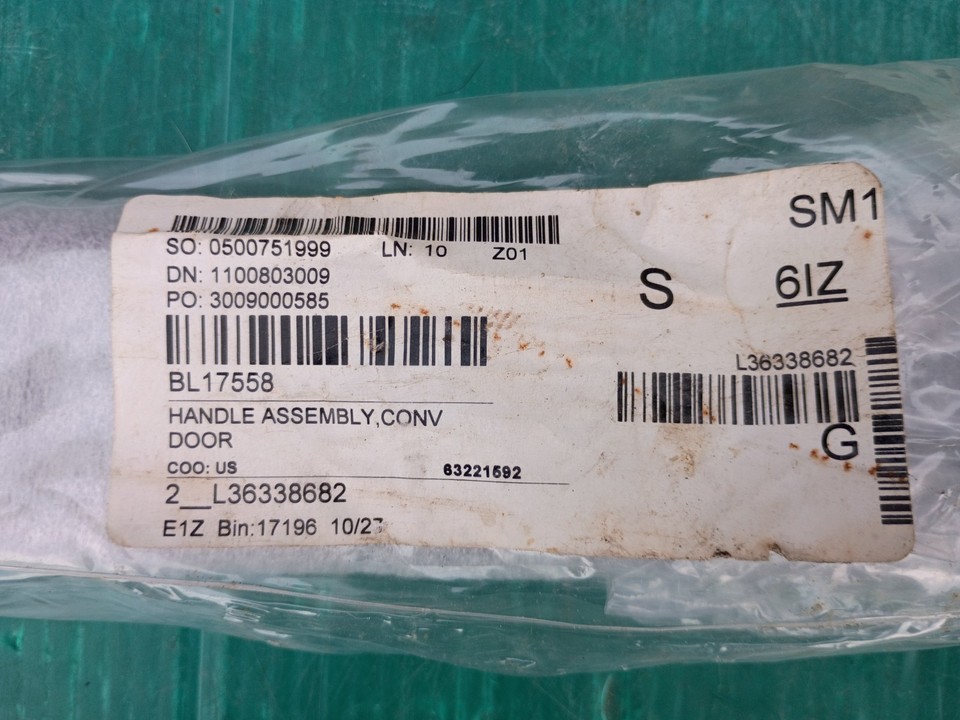 SM1
SO: 0500751999 LN: 10 Z01
DN: 1100803009
S 6IZ
PO: 3009000585
L36338682
BL17558
HANDLE ASSEMBLY,CONV
DOOR
G
COO: US 63221592
2__L36338682
E1Z Bin:17196 10/27